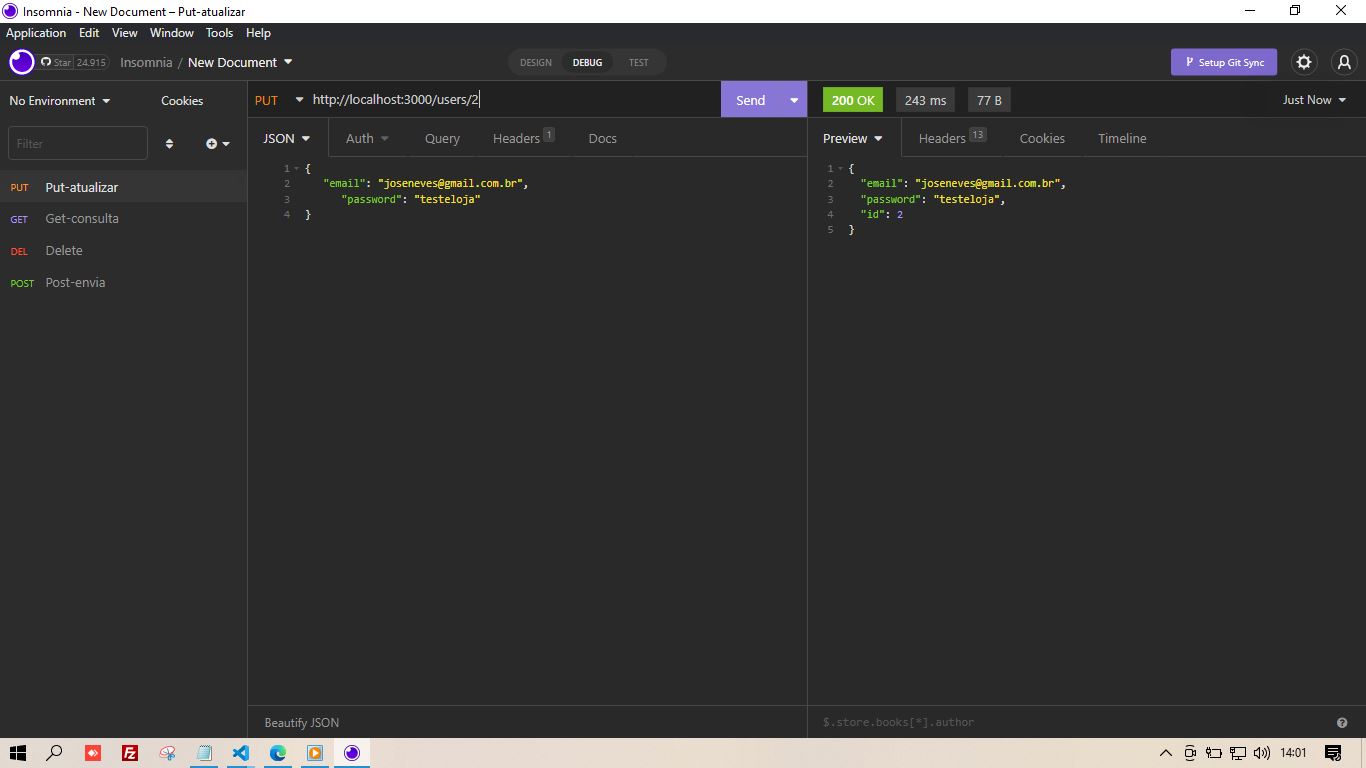 Insomnia - New Document – Put-atualizar
Application Edit View Window Tools Help
Star 24.915 Insomnia / New Document DESIGN DEBUG TEST Setup Git Sync
No Environment Cookies PUT http://localhost:3000/users/2 Send 200 OK 243 ms 77 B Just Now
Filter JSON Auth Query Headers 1 Docs Preview Headers 13 Cookies Timeline
PUT Put-atualizar
GET Get-consulta
DEL Delete
POST Post-envia
1 {
2 "email": "joseneves@gmail.com.br",
3 "password": "testeloja"
4 }
1 {
2 "email": "joseneves@gmail.com.br",
3 "password": "testeloja",
4 "id": 2
5 }
Beautify JSON $.store.books[*].author
14:01